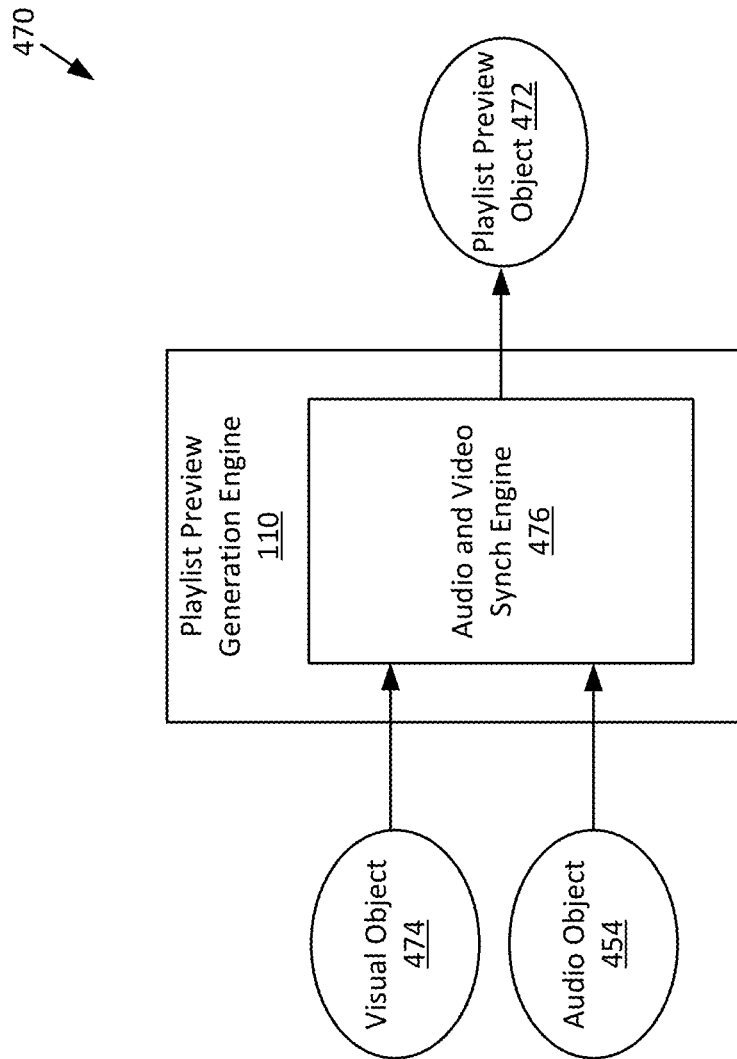 470
Playlist Preview
Generation Engine
110
Visual Object
474
Audio Object
454
Audio and Video
Synch Engine
476
Playlist Preview
Object 472